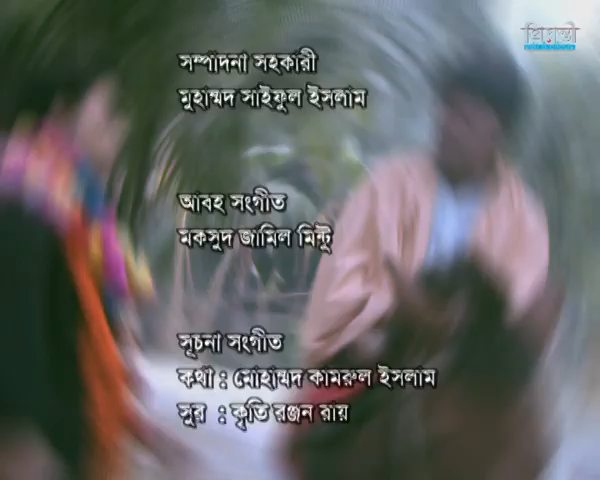 সম্পাদনা সহকারী
মুহাম্মদ সাইফুল ইসলাম
আবহ সংগীত
মকসুদ জামিল মিন্টু
সূচনা সংগীত
কথা : মোহাম্মদ কামরুল ইসলাম
সুর : কৃতি রঞ্জন রায়